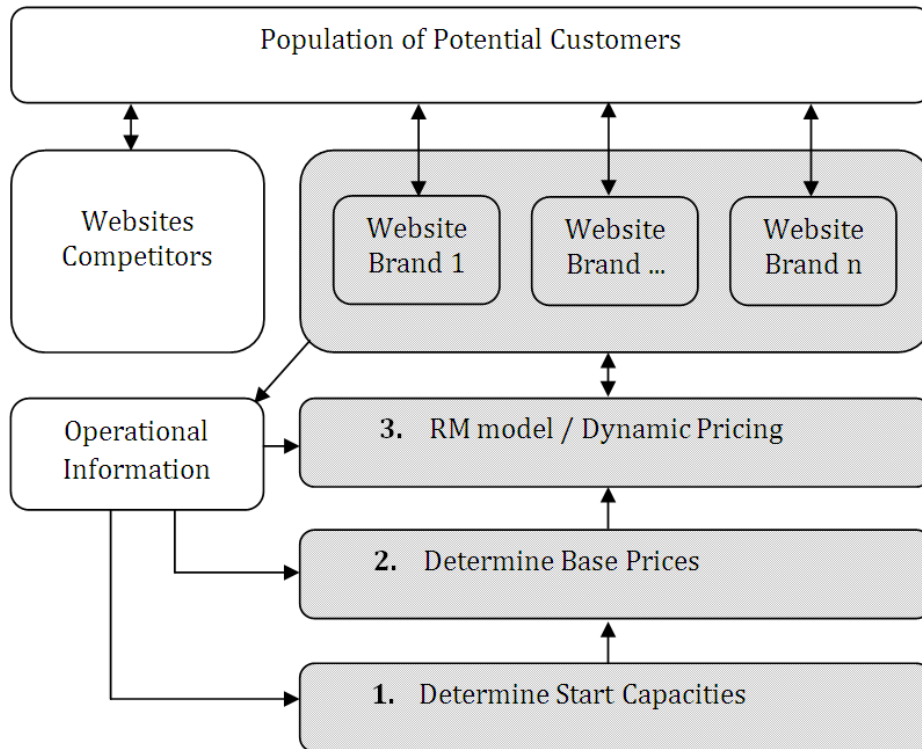 Population of Potential Customers
Websites
Competitors
Website
Brand 1
Website
Brand ...
Website
Brand n
Operational
Information
3. RM model / Dynamic Pricing
2. Determine Base Prices
1. Determine Start Capacities